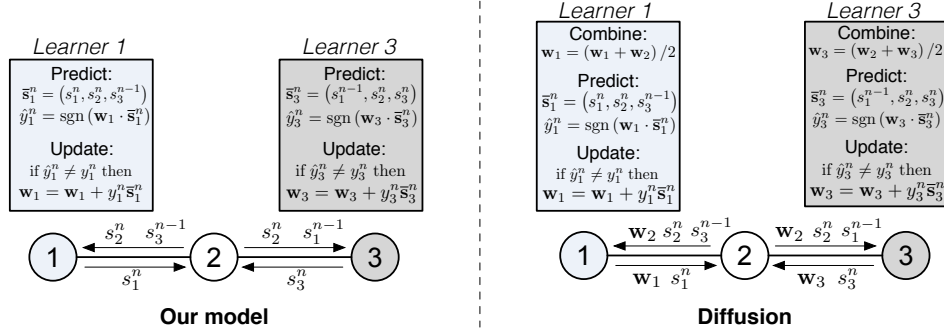 Learner 1
Predict:
s̄₁ⁿ = (s₁ⁿ, s₂ⁿ, s₃ⁿ⁻¹)
ŷ₁ⁿ = sgn (w₁ · s̄₁ⁿ)
Update:
if ŷ₁ⁿ ≠ y₁ⁿ then
w₁ = w₁ + y₁ⁿs̄₁ⁿ
Learner 3
Predict:
s̄₃ⁿ = (s₁ⁿ⁻¹, s₂ⁿ, s₃ⁿ)
ŷ₃ⁿ = sgn (w₃ · s̄₃ⁿ)
Update:
if ŷ₃ⁿ ≠ y₃ⁿ then
w₃ = w₃ + y₃ⁿs̄₃ⁿ
s₂ⁿ s₃ⁿ⁻¹ s₂ⁿ s₁ⁿ⁻¹
1 2 3
s₁ⁿ s₃ⁿ
Our model
Learner 1
Combine:
w₁ = (w₁ + w₂) /2
Predict:
s̄₁ⁿ = (s₁ⁿ, s₂ⁿ, s₃ⁿ⁻¹)
ŷ₁ⁿ = sgn (w₁ · s̄₁ⁿ)
Update:
if ŷ₁ⁿ ≠ y₁ⁿ then
w₁ = w₁ + y₁ⁿs̄₁ⁿ
Learner 3
Combine:
w₃ = (w₂ + w₃) /2
Predict:
s̄₃ⁿ = (s₁ⁿ⁻¹, s₂ⁿ, s₃ⁿ)
ŷ₃ⁿ = sgn (w₃ · s̄₃ⁿ)
Update:
if ŷ₃ⁿ ≠ y₃ⁿ then
w₃ = w₃ + y₃ⁿs̄₃ⁿ
w₂ s₂ⁿ s₃ⁿ⁻¹ w₂ s₂ⁿ s₁ⁿ⁻¹
1 2 3
w₁ s₁ⁿ w₃ s₃ⁿ
Diffusion